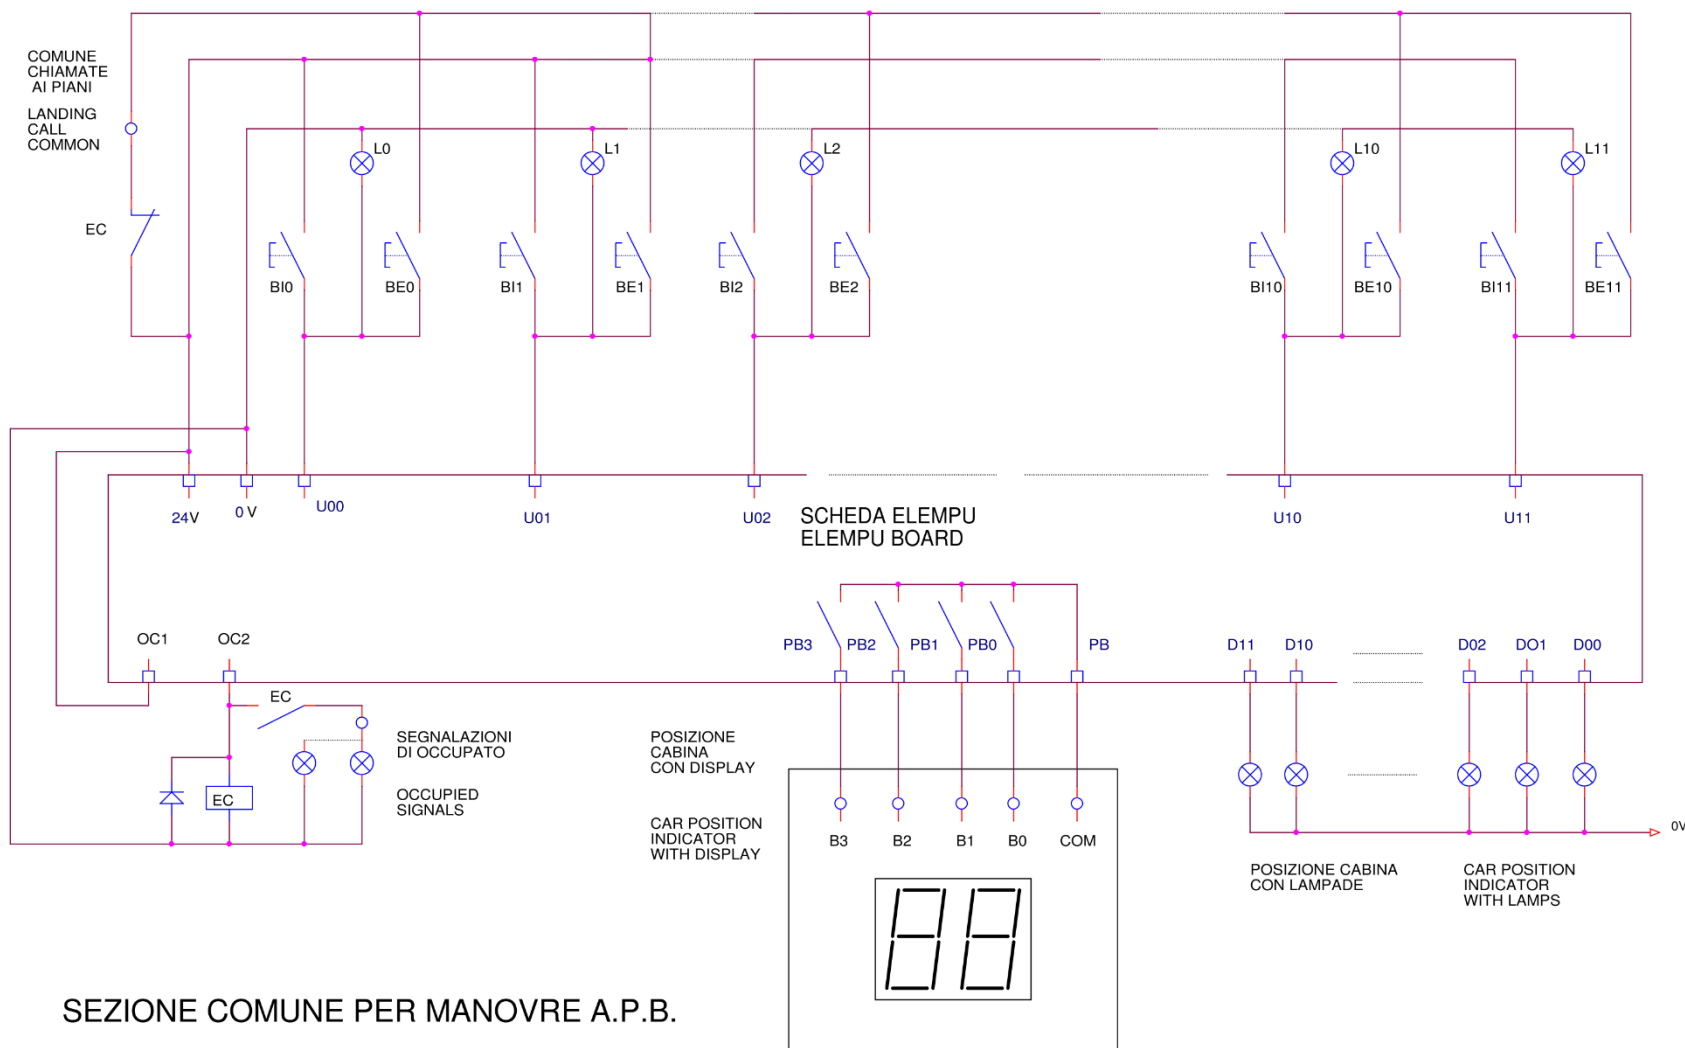 COMUNE
CHIAMATE
AI PIANI
LANDING
CALL
COMMON
EC
L0
L1
L2
L10
L11
BI0
BE0
BI1
BE1
BI2
BE2
BI10
BE10
BI11
BE11
24V
0 V
U00
U01
U02
U10
U11
SCHEDA ELEMPU
ELEMPU BOARD
OC1
OC2
PB3
PB2
PB1
PB0
PB
D11
D10
D02
DO1
D00
EC
EC
SEGNALAZIONI
DI OCCUPATO
OCCUPIED
SIGNALS
POSIZIONE
CABINA
CON DISPLAY
CAR POSITION
INDICATOR
WITH DISPLAY
B3
B2
B1
B0
COM
0V
POSIZIONE CABINA
CON LAMPADE
CAR POSITION
INDICATOR
WITH LAMPS
88
SEZIONE COMUNE PER MANOVRE A.P.B.